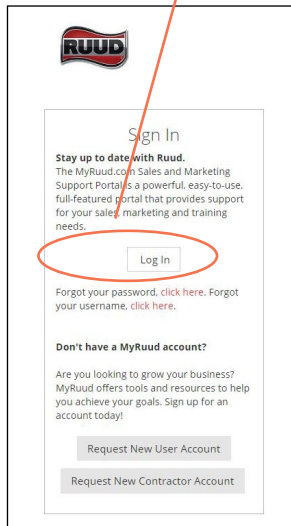 RUUD
Sign In
Stay up to date with Ruud.
The MyRuud.com Sales and Marketing
Support Portal is a powerful, easy-to-use,
full-featured portal that provides support
for your sales, marketing and training
needs.
Log In
Forgot your password, click here. Forgot
your username, click here.
Don't have a MyRuud account?
Are you looking to grow your business?
MyRuud offers tools and resources to help
you achieve your goals. Sign up for an
account today!
Request New User Account
Request New Contractor Account